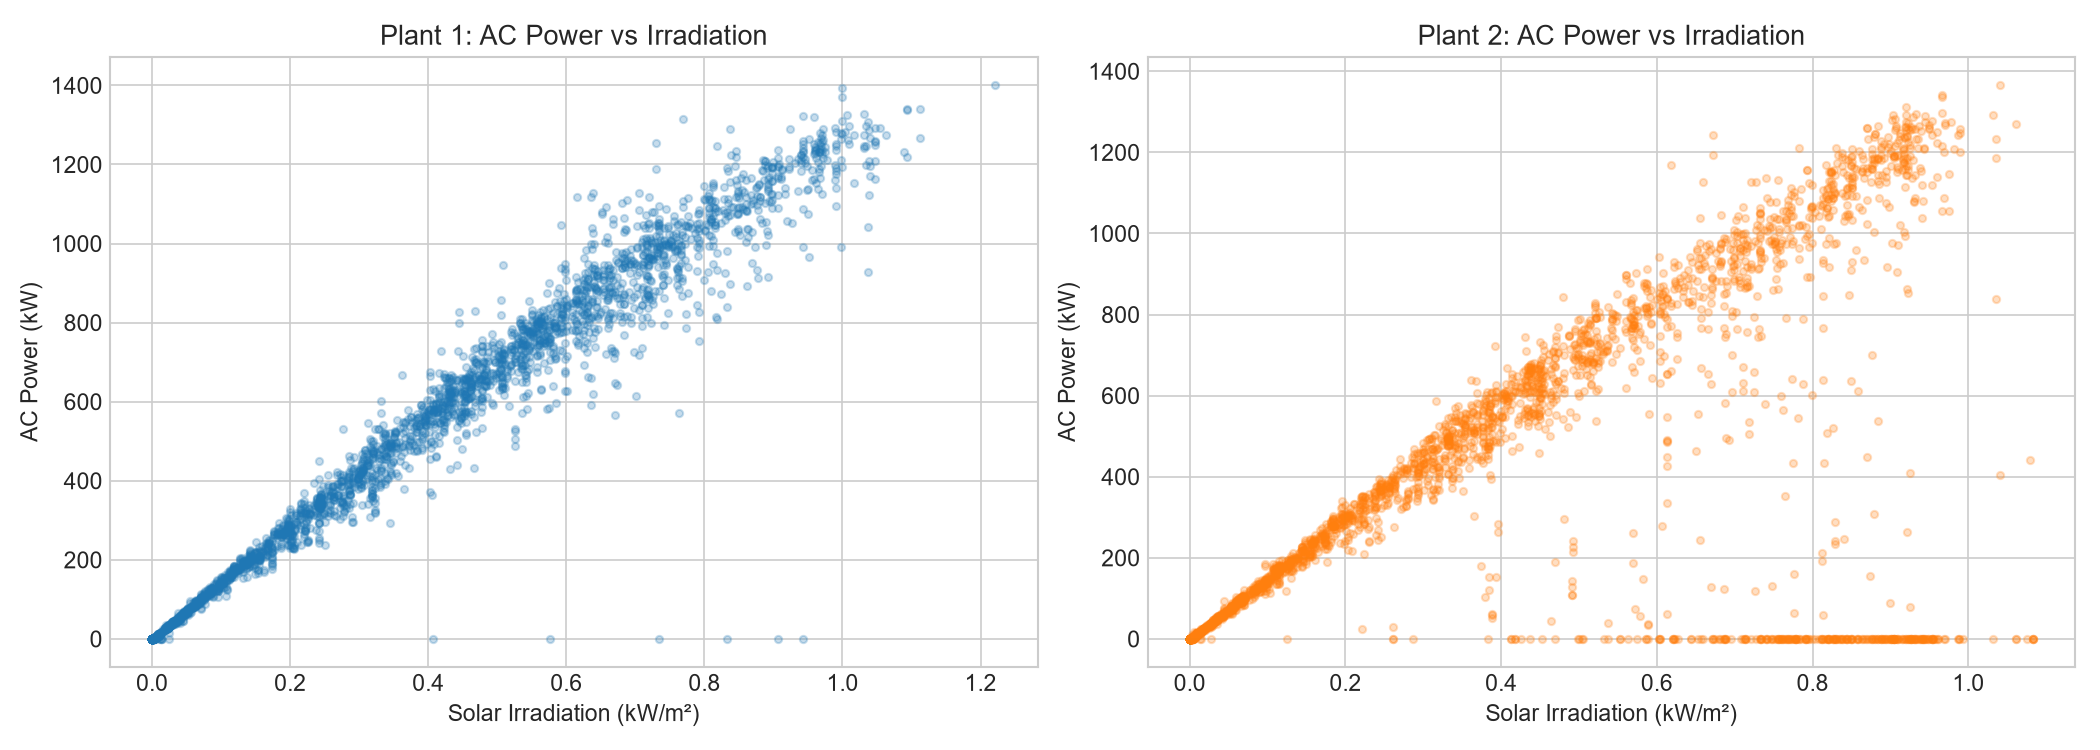 Plant 1: AC Power vs Irradiation
AC Power (kW)
1400
1200
1000
800
600
400
200
0
0.0 0.2 0.4 0.6 0.8 1.0 1.2
Solar Irradiation (kW/m²)
Plant 2: AC Power vs Irradiation
AC Power (kW)
1400
1200
1000
800
600
400
200
0
0.0 0.2 0.4 0.6 0.8 1.0
Solar Irradiation (kW/m²)